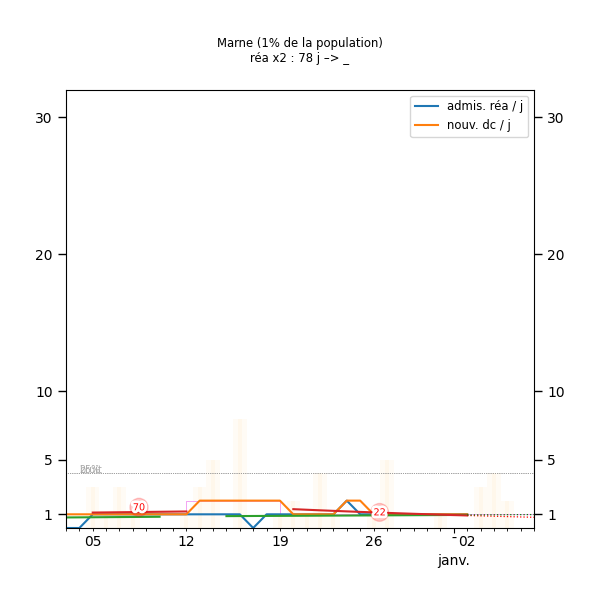 Marne (1% de la population)
réa x2 : 78 j –> _
admis. réa / j
nouv. dc / j
30 30
20 20
10 10
5 5
1 1
70
-22
05 12 19 26 02
janv.